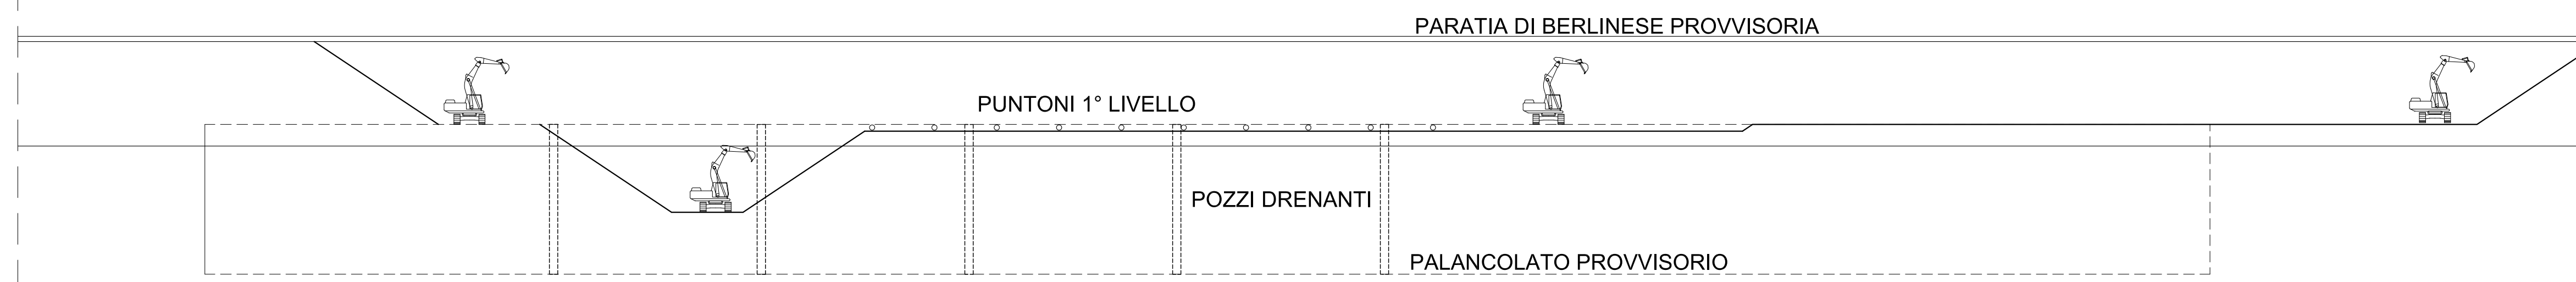 PARATIA DI BERLINESE PROVVISORIA
PUNTONI 1° LIVELLO
POZZI DRENANTI
PALANCOLATO PROVVISORIO